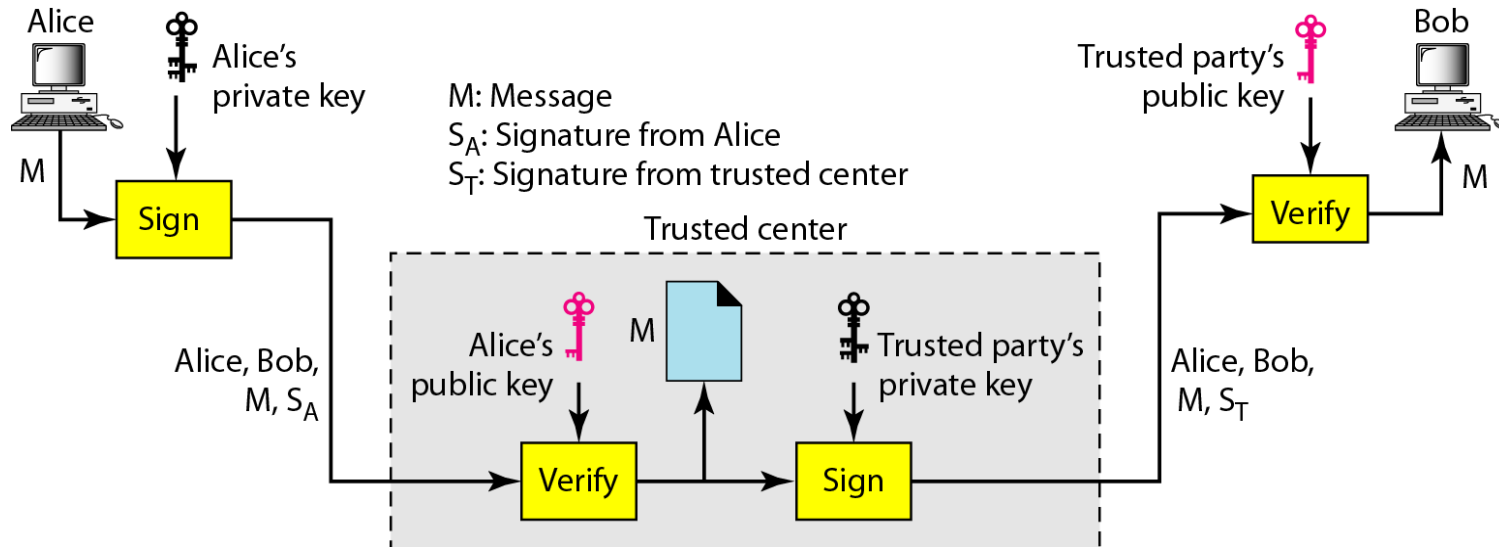 Alice
Alice's
private key
M
Sign
M: Message
S_A: Signature from Alice
S_T: Signature from trusted center
Trusted party's
public key
Bob
Verify
M
Trusted center
Alice, Bob,
M, S_A
Alice's
public key
Verify
M
Trusted party's
private key
Sign
Alice, Bob,
M, S_T